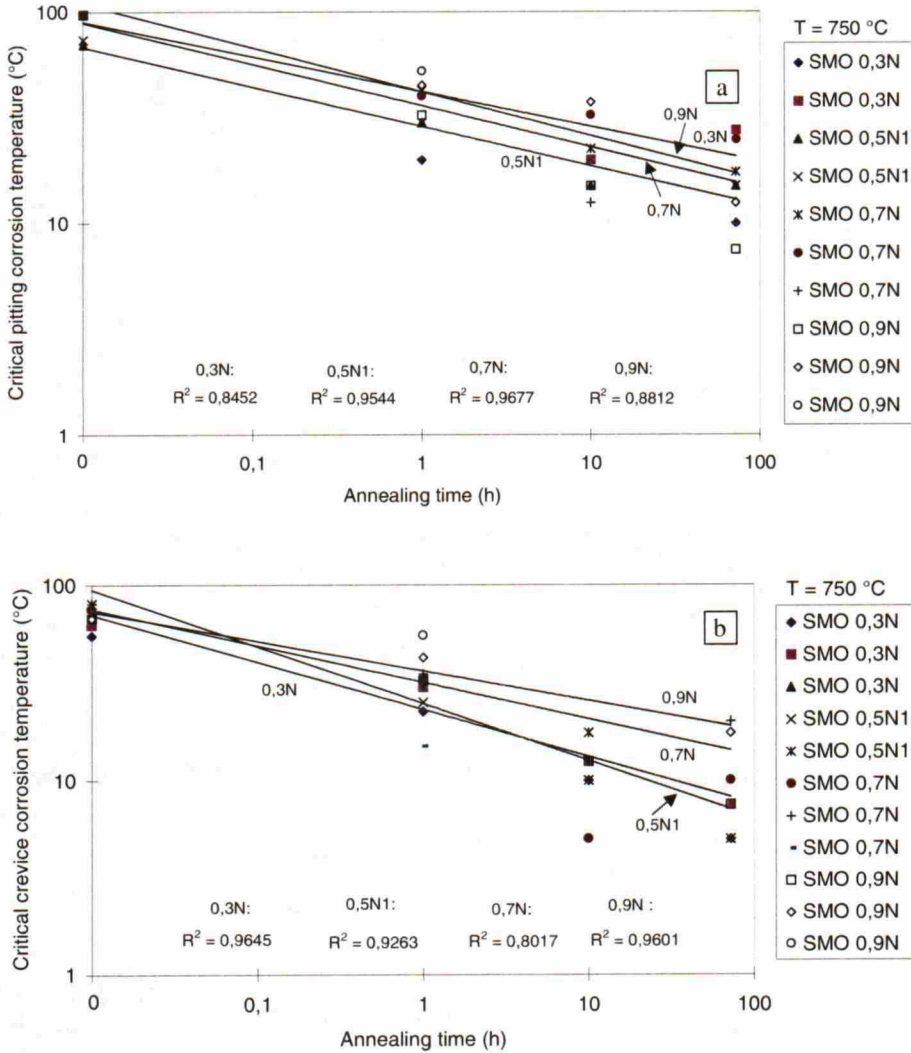 Critical pitting corrosion temperature (°C)
100
10
1
0
0,1
1
10
100
Annealing time (h)
a
0,9N
0,3N
0,5N1
0,7N
0,3N:
0,5N1:
0,7N:
0,9N:
R² = 0,8452
R² = 0,9544
R² = 0,9677
R² = 0,8812
T = 750 °C
SMO 0,3N
SMO 0,3N
SMO 0,5N1
SMO 0,5N1
SMO 0,7N
SMO 0,7N
SMO 0,7N
SMO 0,9N
SMO 0,9N
SMO 0,9N
Critical crevice corrosion temperature (°C)
100
10
1
0
0,1
1
10
100
Annealing time (h)
b
0,3N
0,9N
0,7N
0,5N1
0,3N:
0,5N1:
0,7N:
0,9N :
R² = 0,9645
R² = 0,9263
R² = 0,8017
R² = 0,9601
T = 750 °C
SMO 0,3N
SMO 0,3N
SMO 0,3N
SMO 0,5N1
SMO 0,5N1
SMO 0,7N
SMO 0,7N
SMO 0,7N
SMO 0,9N
SMO 0,9N
SMO 0,9N